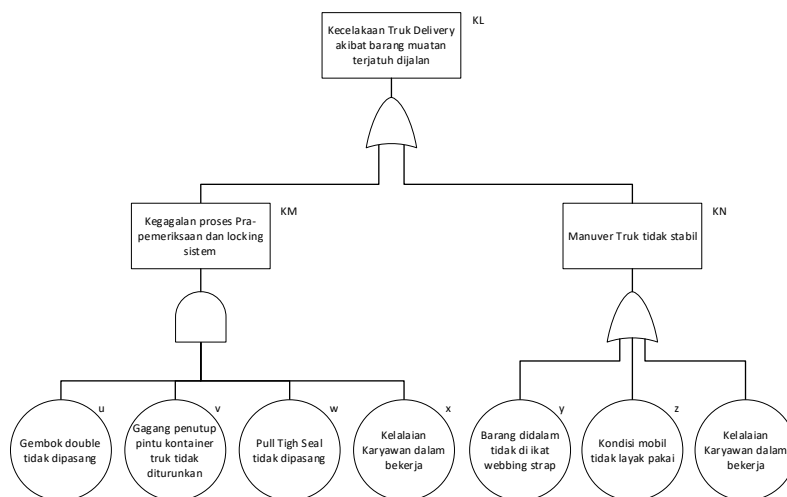 KL
Kecelakaan Truk Delivery
akibat barang muatan
terjatuh dijalan
KM
Kegagalan proses Pra-
pemeriksaan dan locking
sistem
KN
Manuver Truk tidak stabil
u
Gembok double
tidak dipasang
v
Gagang penutup
pintu kontainer
truk tidak
diturunkan
w
Pull Tigh Seal
tidak dipasang
x
Kelalaian
Karyawan dalam
bekerja
y
Barang didalam
tidak di ikat
webbing strap
z
Kondisi mobil
tidak layak pakai
Kelalaian
Karyawan dalam
bekerja